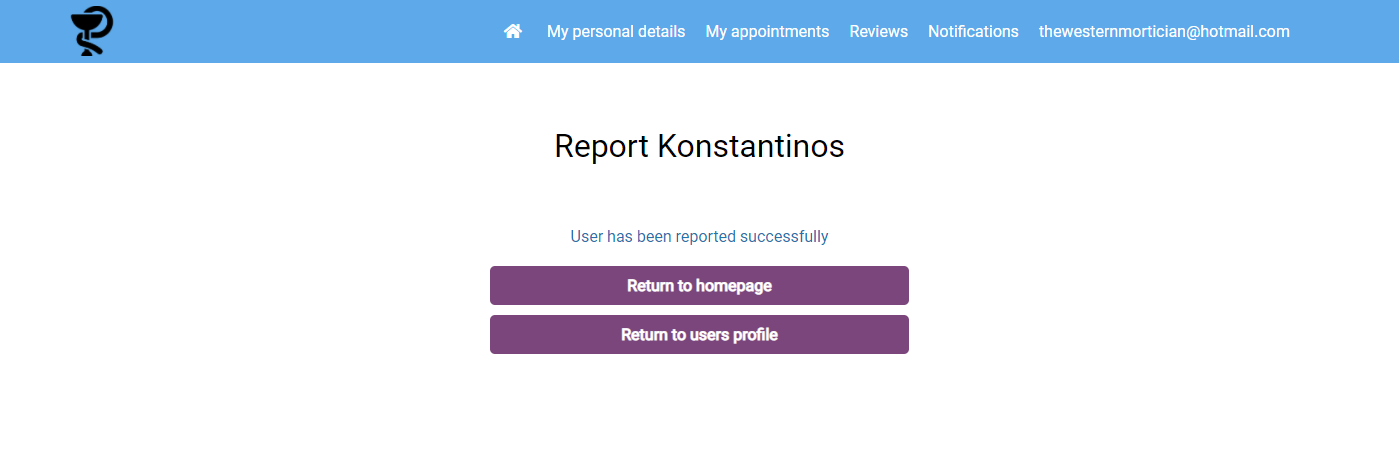 My personal details My appointments Reviews Notifications thewesternmortician@hotmail.com
Report Konstantinos
User has been reported successfully
Return to homepage
Return to users profile